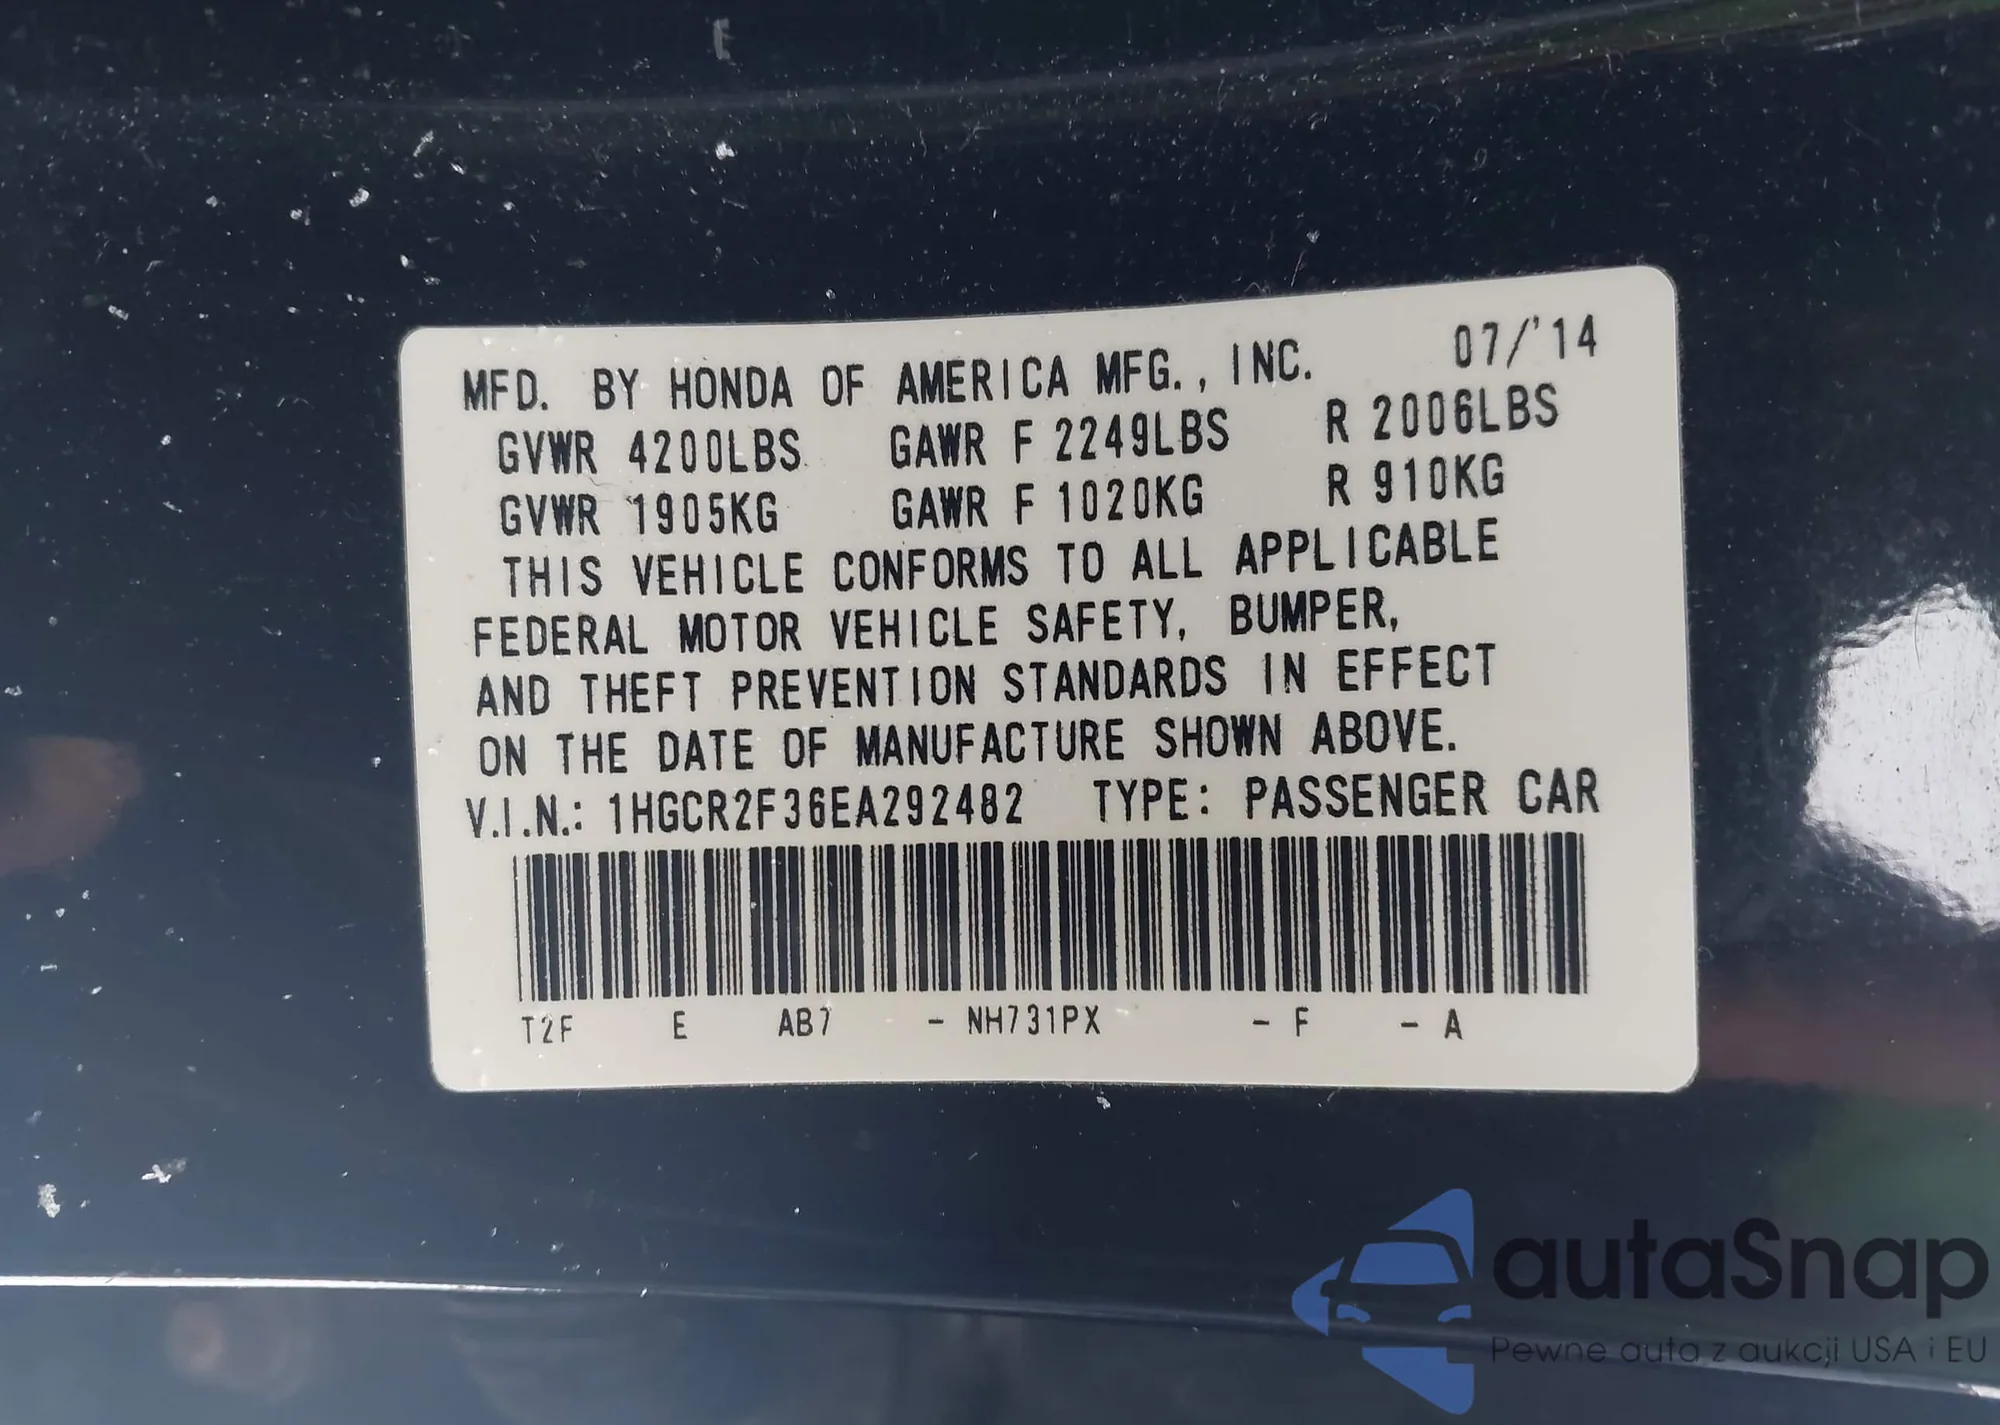 MFD. BY HONDA OF AMERICA MFG., INC. 07/'14
GVWR 4200LBS GAWR F 2249LBS R 2006LBS
GVWR 1905KG GAWR F 1020KG R 910KG
THIS VEHICLE CONFORMS TO ALL APPLICABLE
FEDERAL MOTOR VEHICLE SAFETY, BUMPER,
AND THEFT PREVENTION STANDARDS IN EFFECT
ON THE DATE OF MANUFACTURE SHOWN ABOVE.
V.I.N.: 1HGCR2F36EA292482 TYPE: PASSENGER CAR
T2F E AB7 - NH731PX - F - A
autaSnap
Pewne auta z aukcji USA i EU